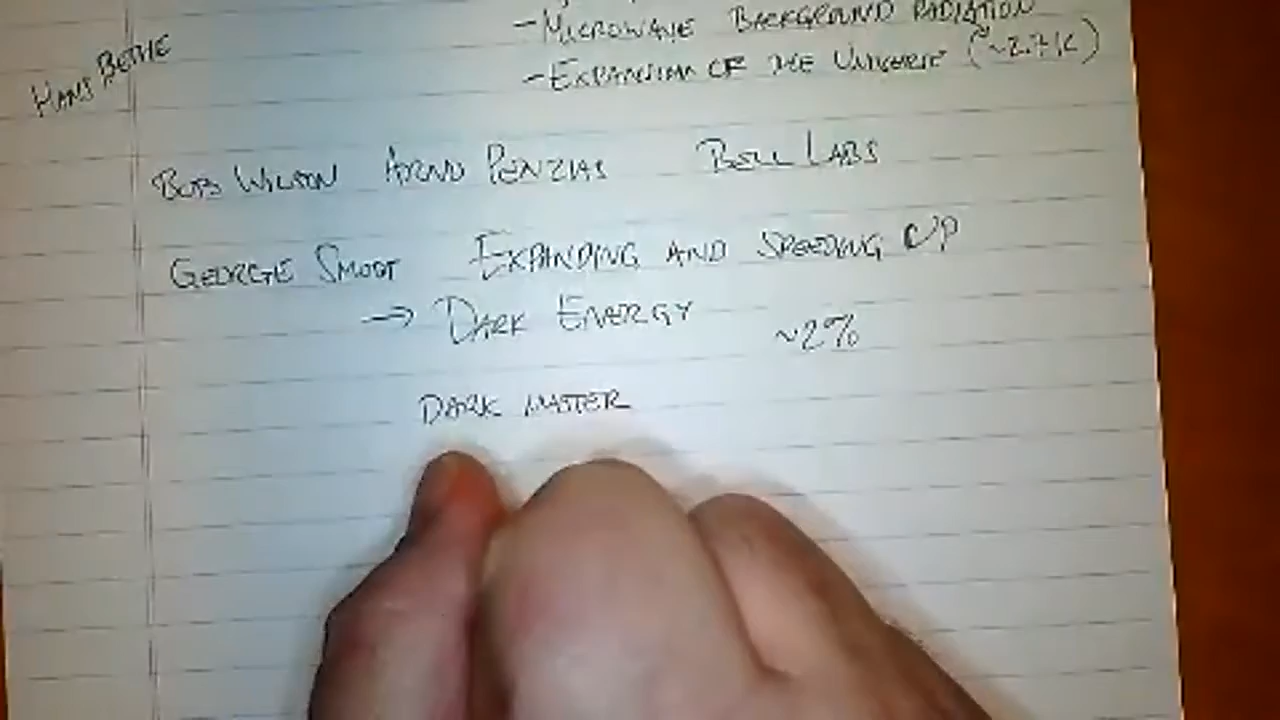 - MICROWAVE BACKGROUND RADIATION
- EXPANSION OF THE UNIVERSE (~2.7K)
HANS BETHE
BOB WILSON ARNO PENZIAS BELL LABS
GEORGE SMOOT EXPANDING AND SPEEDING UP
→ DARK ENERGY ~2%
DARK MATTER